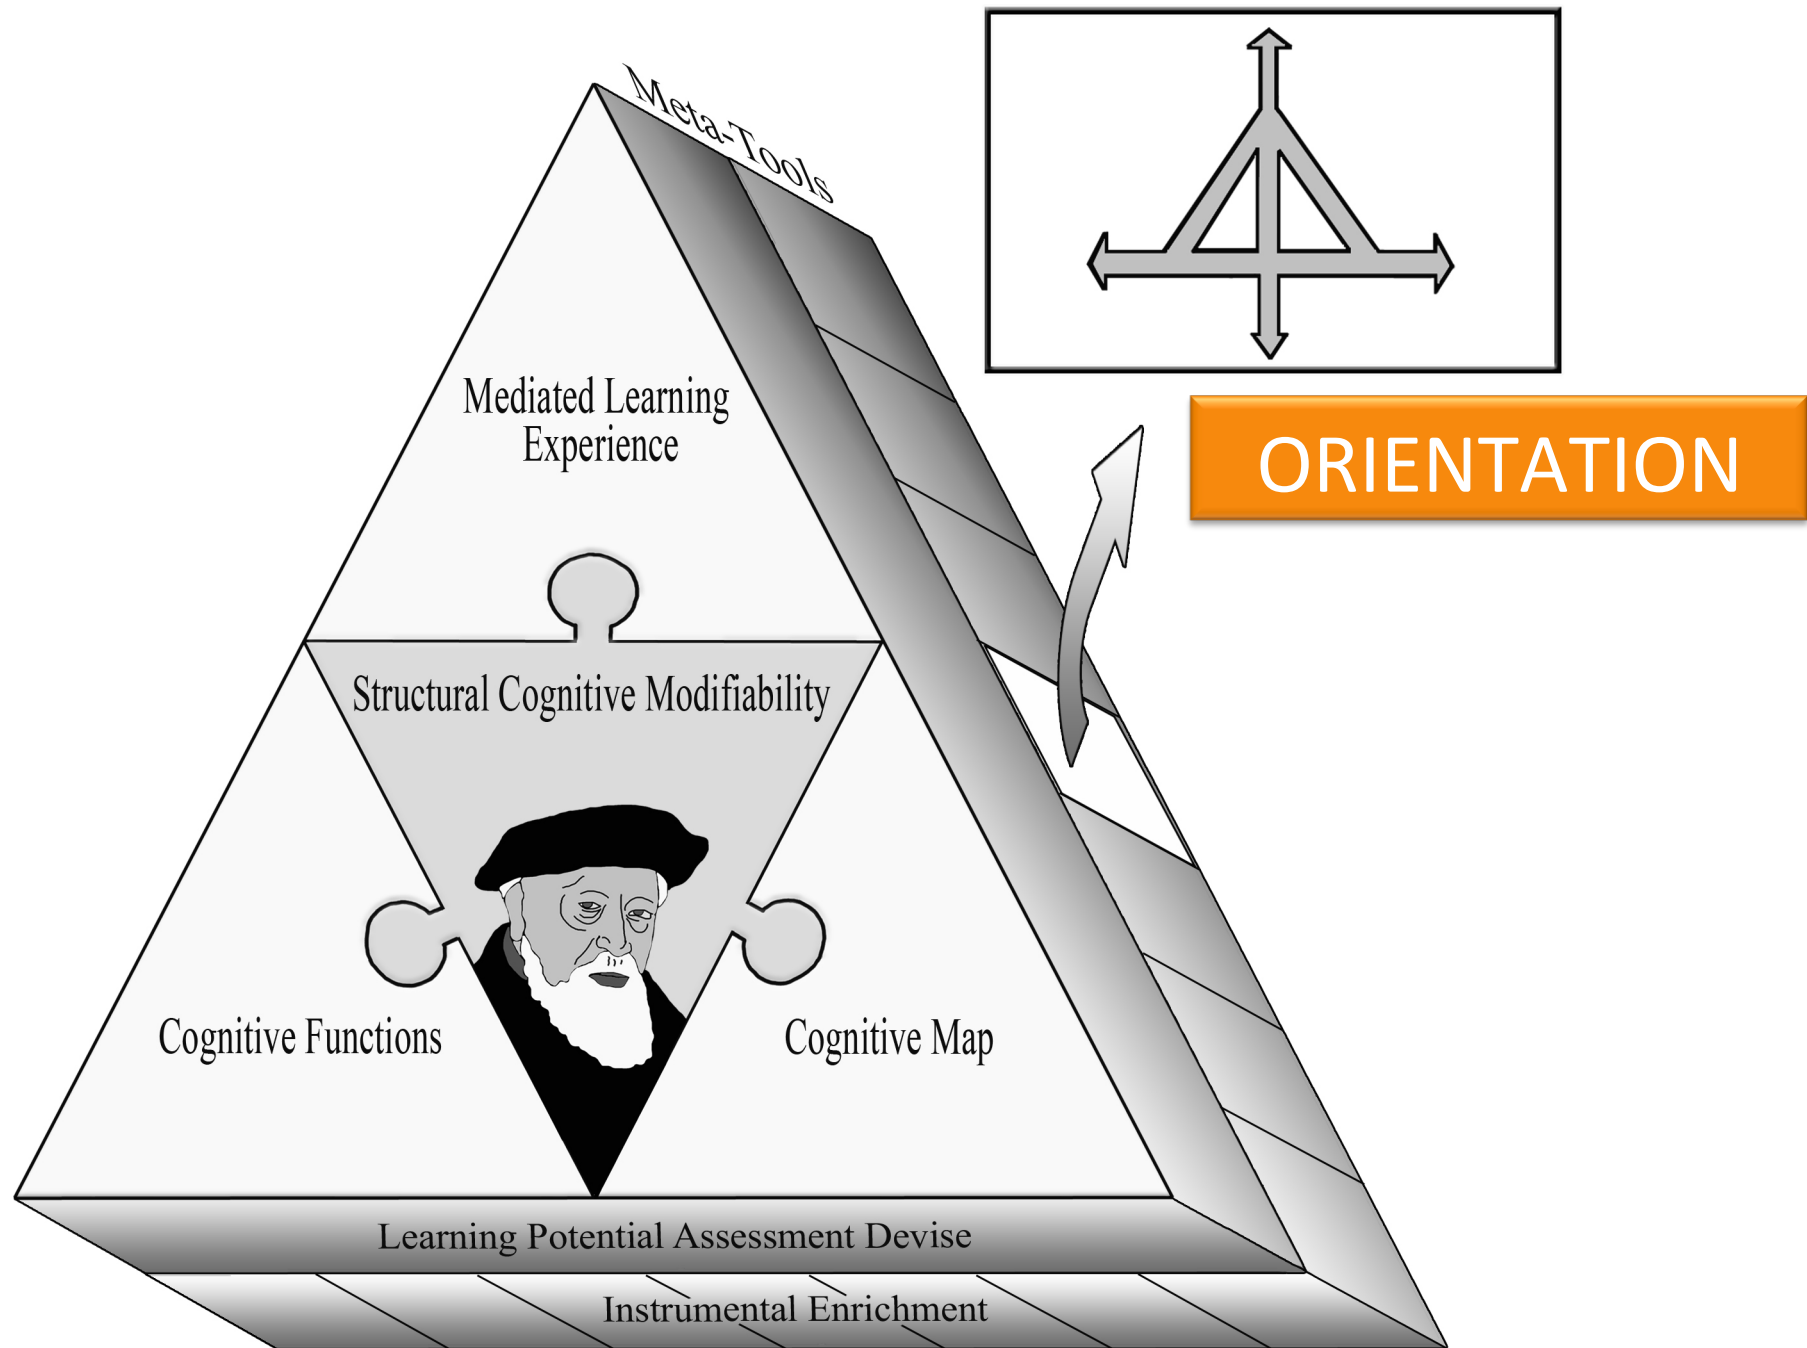 Meta-Tools
ORIENTATION
Mediated Learning
Experience
Structural Cognitive Modifiability
Cognitive Functions
Cognitive Map
Learning Potential Assessment Devise
Instrumental Enrichment